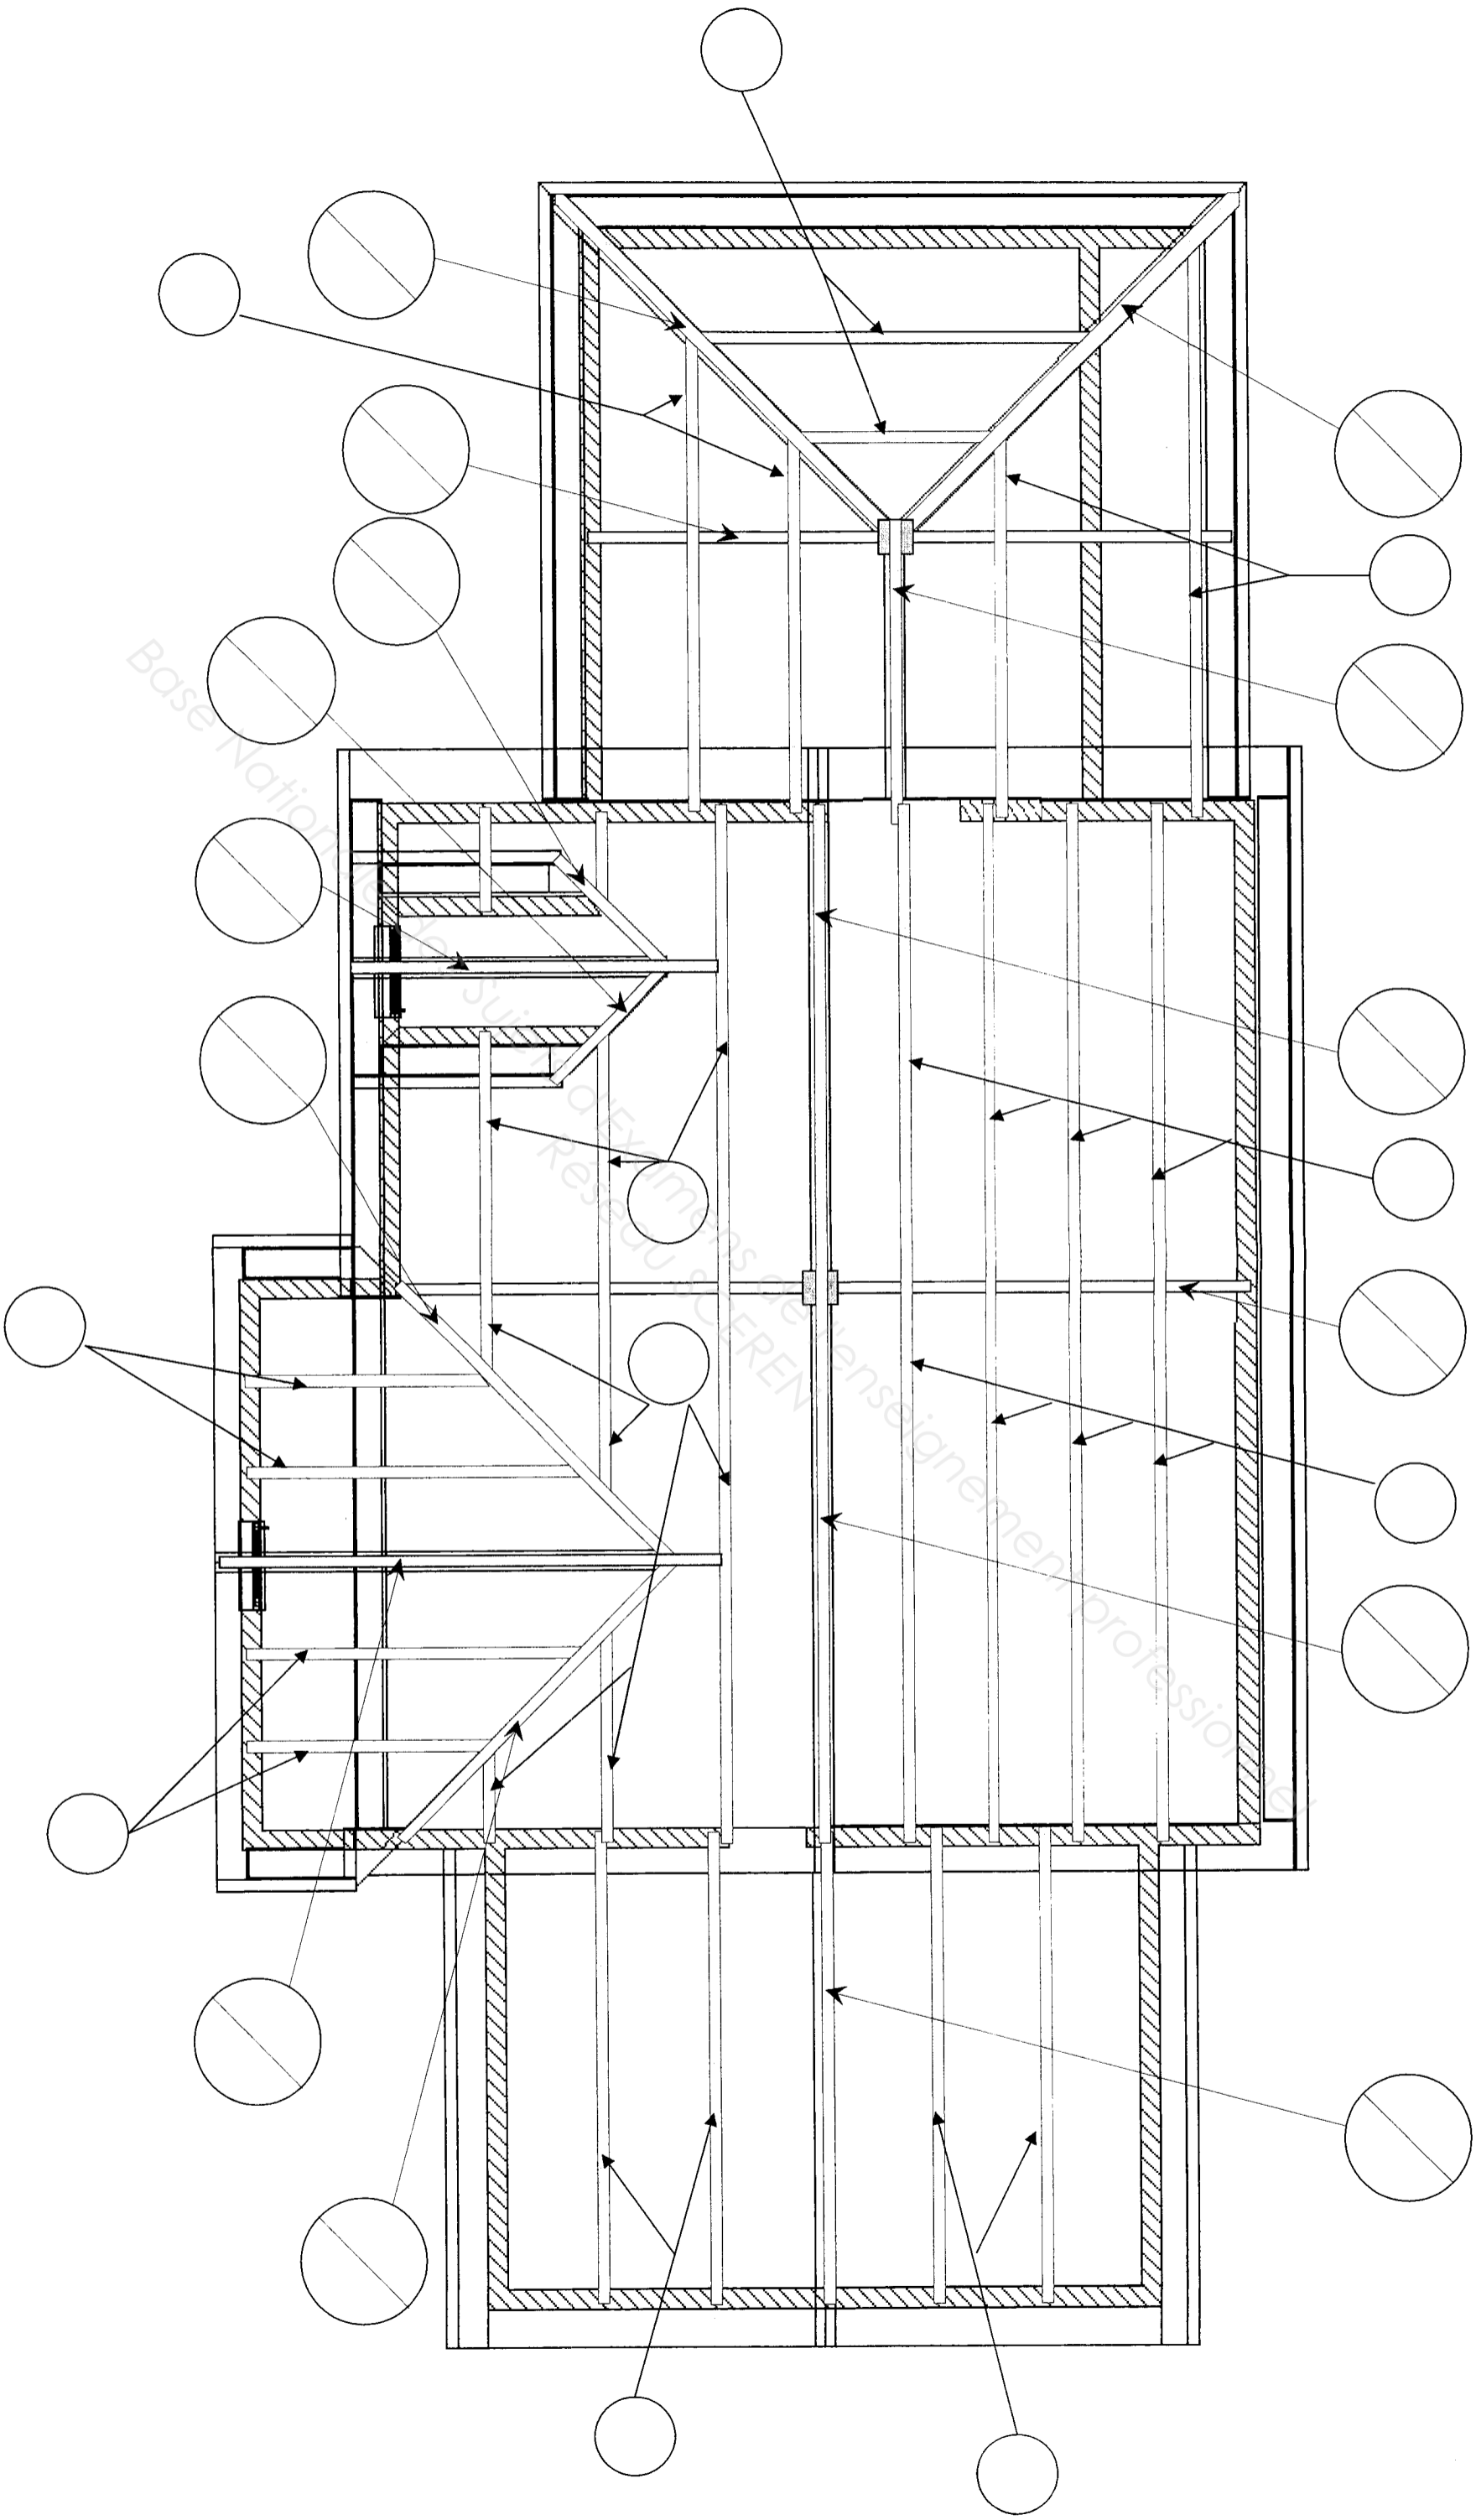 Base Nationale des Sujets d'Examens de l'enseignement professionnel
Réseau SCEREN